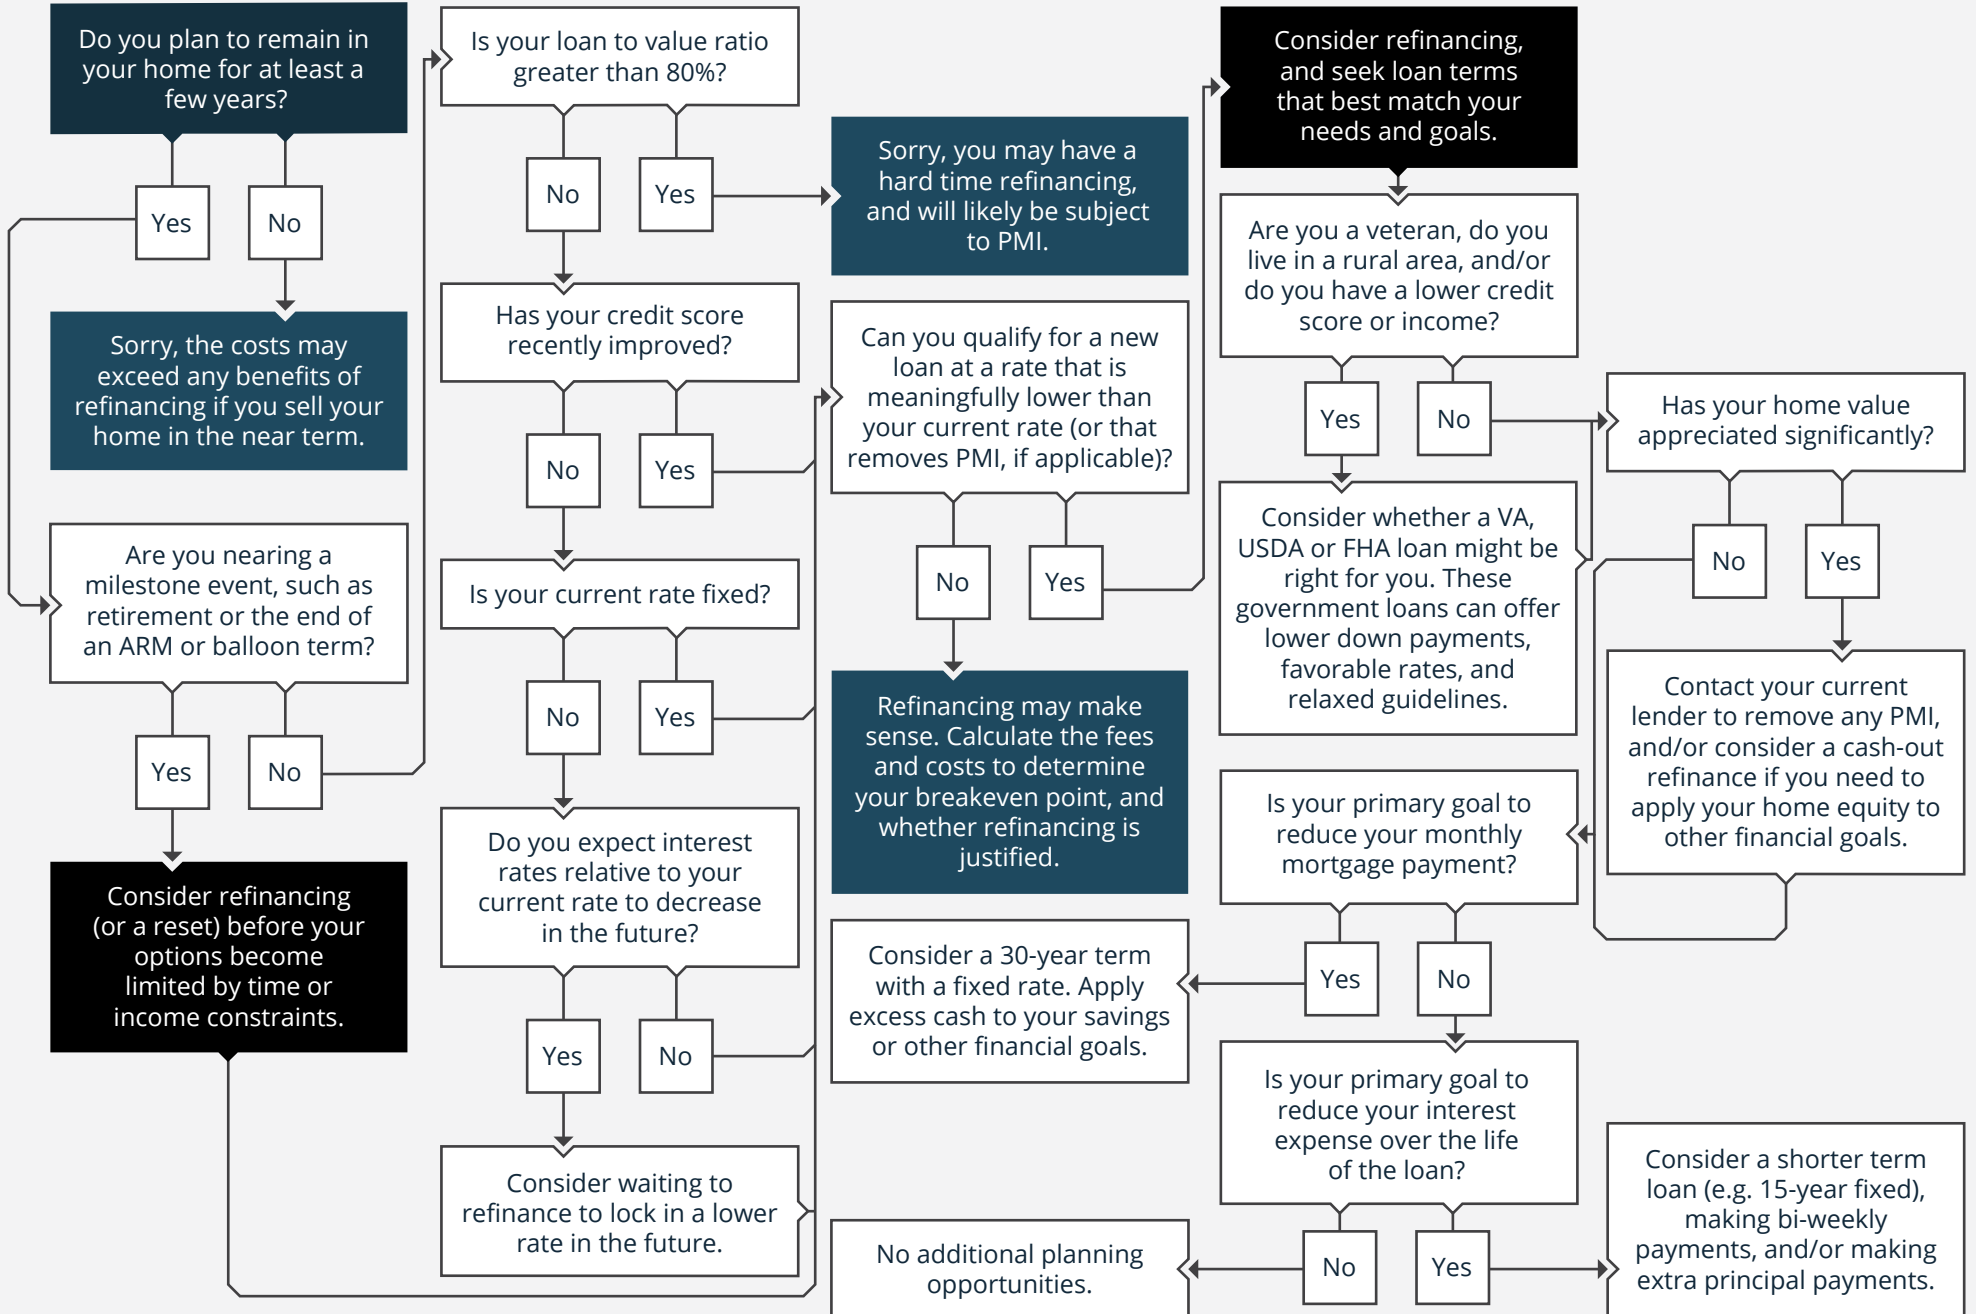 Do you plan to remain in
your home for at least a
few years?
Yes
No
Sorry, the costs may
exceed any benefits of
refinancing if you sell your
home in the near term.
Are you nearing a
milestone event, such as
retirement or the end of
an ARM or balloon term?
Yes
No
Consider refinancing
(or a reset) before your
options become
limited by time or
income constraints.
Is your loan to value ratio
greater than 80%?
No
Yes
Sorry, you may have a
hard time refinancing,
and will likely be subject
to PMI.
Has your credit score
recently improved?
No
Yes
Is your current rate fixed?
No
Yes
Do you expect interest
rates relative to your
current rate to decrease
in the future?
Yes
No
Consider waiting to
refinance to lock in a lower
rate in the future.
Can you qualify for a new
loan at a rate that is
meaningfully lower than
your current rate (or that
removes PMI, if applicable)?
No
Yes
Refinancing may make
sense. Calculate the fees
and costs to determine
your breakeven point, and
whether refinancing is
justified.
Consider refinancing,
and seek loan terms
that best match your
needs and goals.
Are you a veteran, do you
live in a rural area, and/or
do you have a lower credit
score or income?
Yes
No
Consider whether a VA,
USDA or FHA loan might be
right for you. These
government loans can offer
lower down payments,
favorable rates, and
relaxed guidelines.
Has your home value
appreciated significantly?
No
Yes
Contact your current
lender to remove any PMI,
and/or consider a cash-out
refinance if you need to
apply your home equity to
other financial goals.
Is your primary goal to
reduce your monthly
mortgage payment?
Yes
No
Consider a 30-year term
with a fixed rate. Apply
excess cash to your savings
or other financial goals.
Is your primary goal to
reduce your interest
expense over the life
of the loan?
No
Yes
No additional planning
opportunities.
Consider a shorter term
loan (e.g. 15-year fixed),
making bi-weekly
payments, and/or making
extra principal payments.